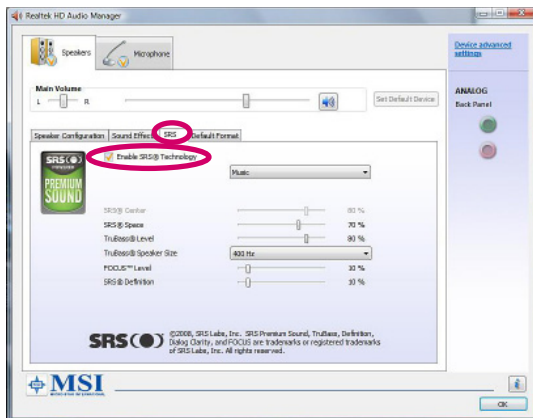 Realtek HD Audio Manager
Speakers
Microphone
Device advanced
settings
Main Volume
L R
Set Default Device
ANALOG
Back Panel
Speaker Configuration Sound Effect SRS Default Format
Enable SRS® Technology
SRS
PREMIUM
SOUND
Music
SRS® Center 80 %
SRS® Space 70 %
TruBass® Level 80 %
TruBass® Speaker Size 400 Hz
FOCUS™ Level 10 %
SRS® Definition 10 %
SRS
©2008, SRS Labs, Inc. SRS Premium Sound, TruBass, Definition,
Dialog Clarity, and FOCUS are trademarks or registered trademarks
of SRS Labs, Inc. All rights reserved.
MSI
OK